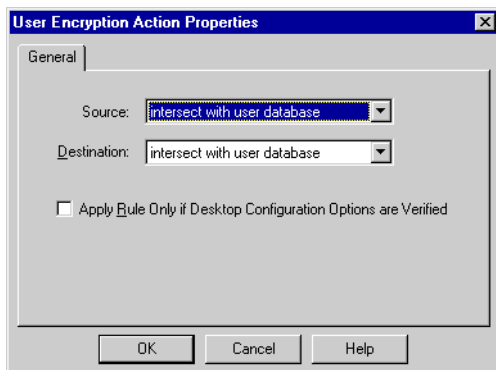 User Encryption Action Properties
General
Source: intersect with user database
Destination: intersect with user database
Apply Rule Only if Desktop Configuration Options are Verified
OK Cancel Help